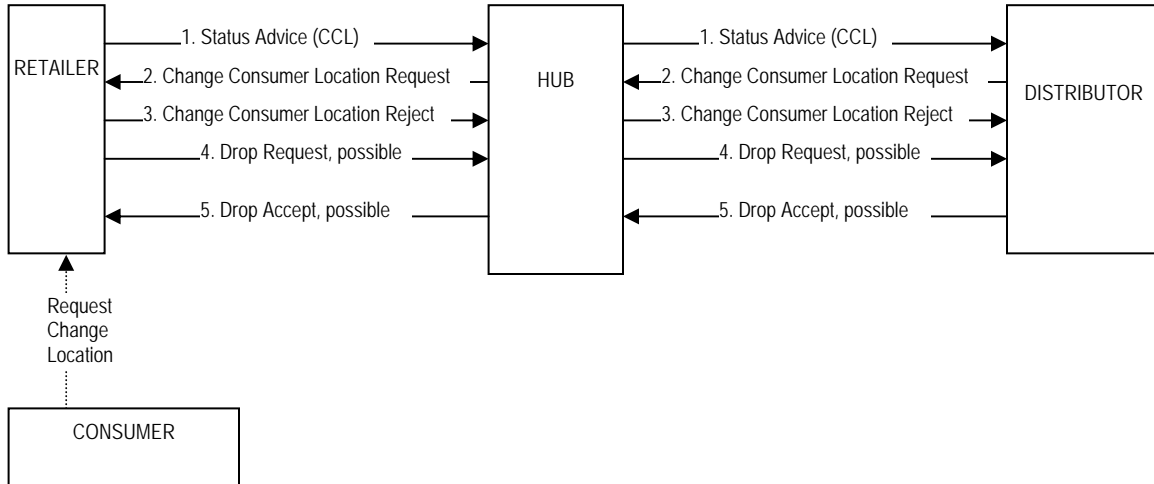 RETAILER
1. Status Advice (CCL)
2. Change Consumer Location Request
3. Change Consumer Location Reject
4. Drop Request, possible
5. Drop Accept, possible
HUB
1. Status Advice (CCL)
2. Change Consumer Location Request
3. Change Consumer Location Reject
4. Drop Request, possible
5. Drop Accept, possible
DISTRIBUTOR
Request
Change
Location
CONSUMER